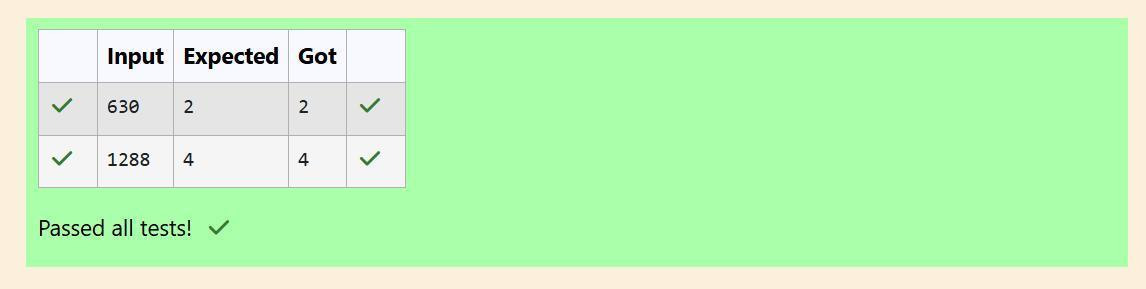 Input Expected Got
630 2 2
1288 4 4
Passed all tests!